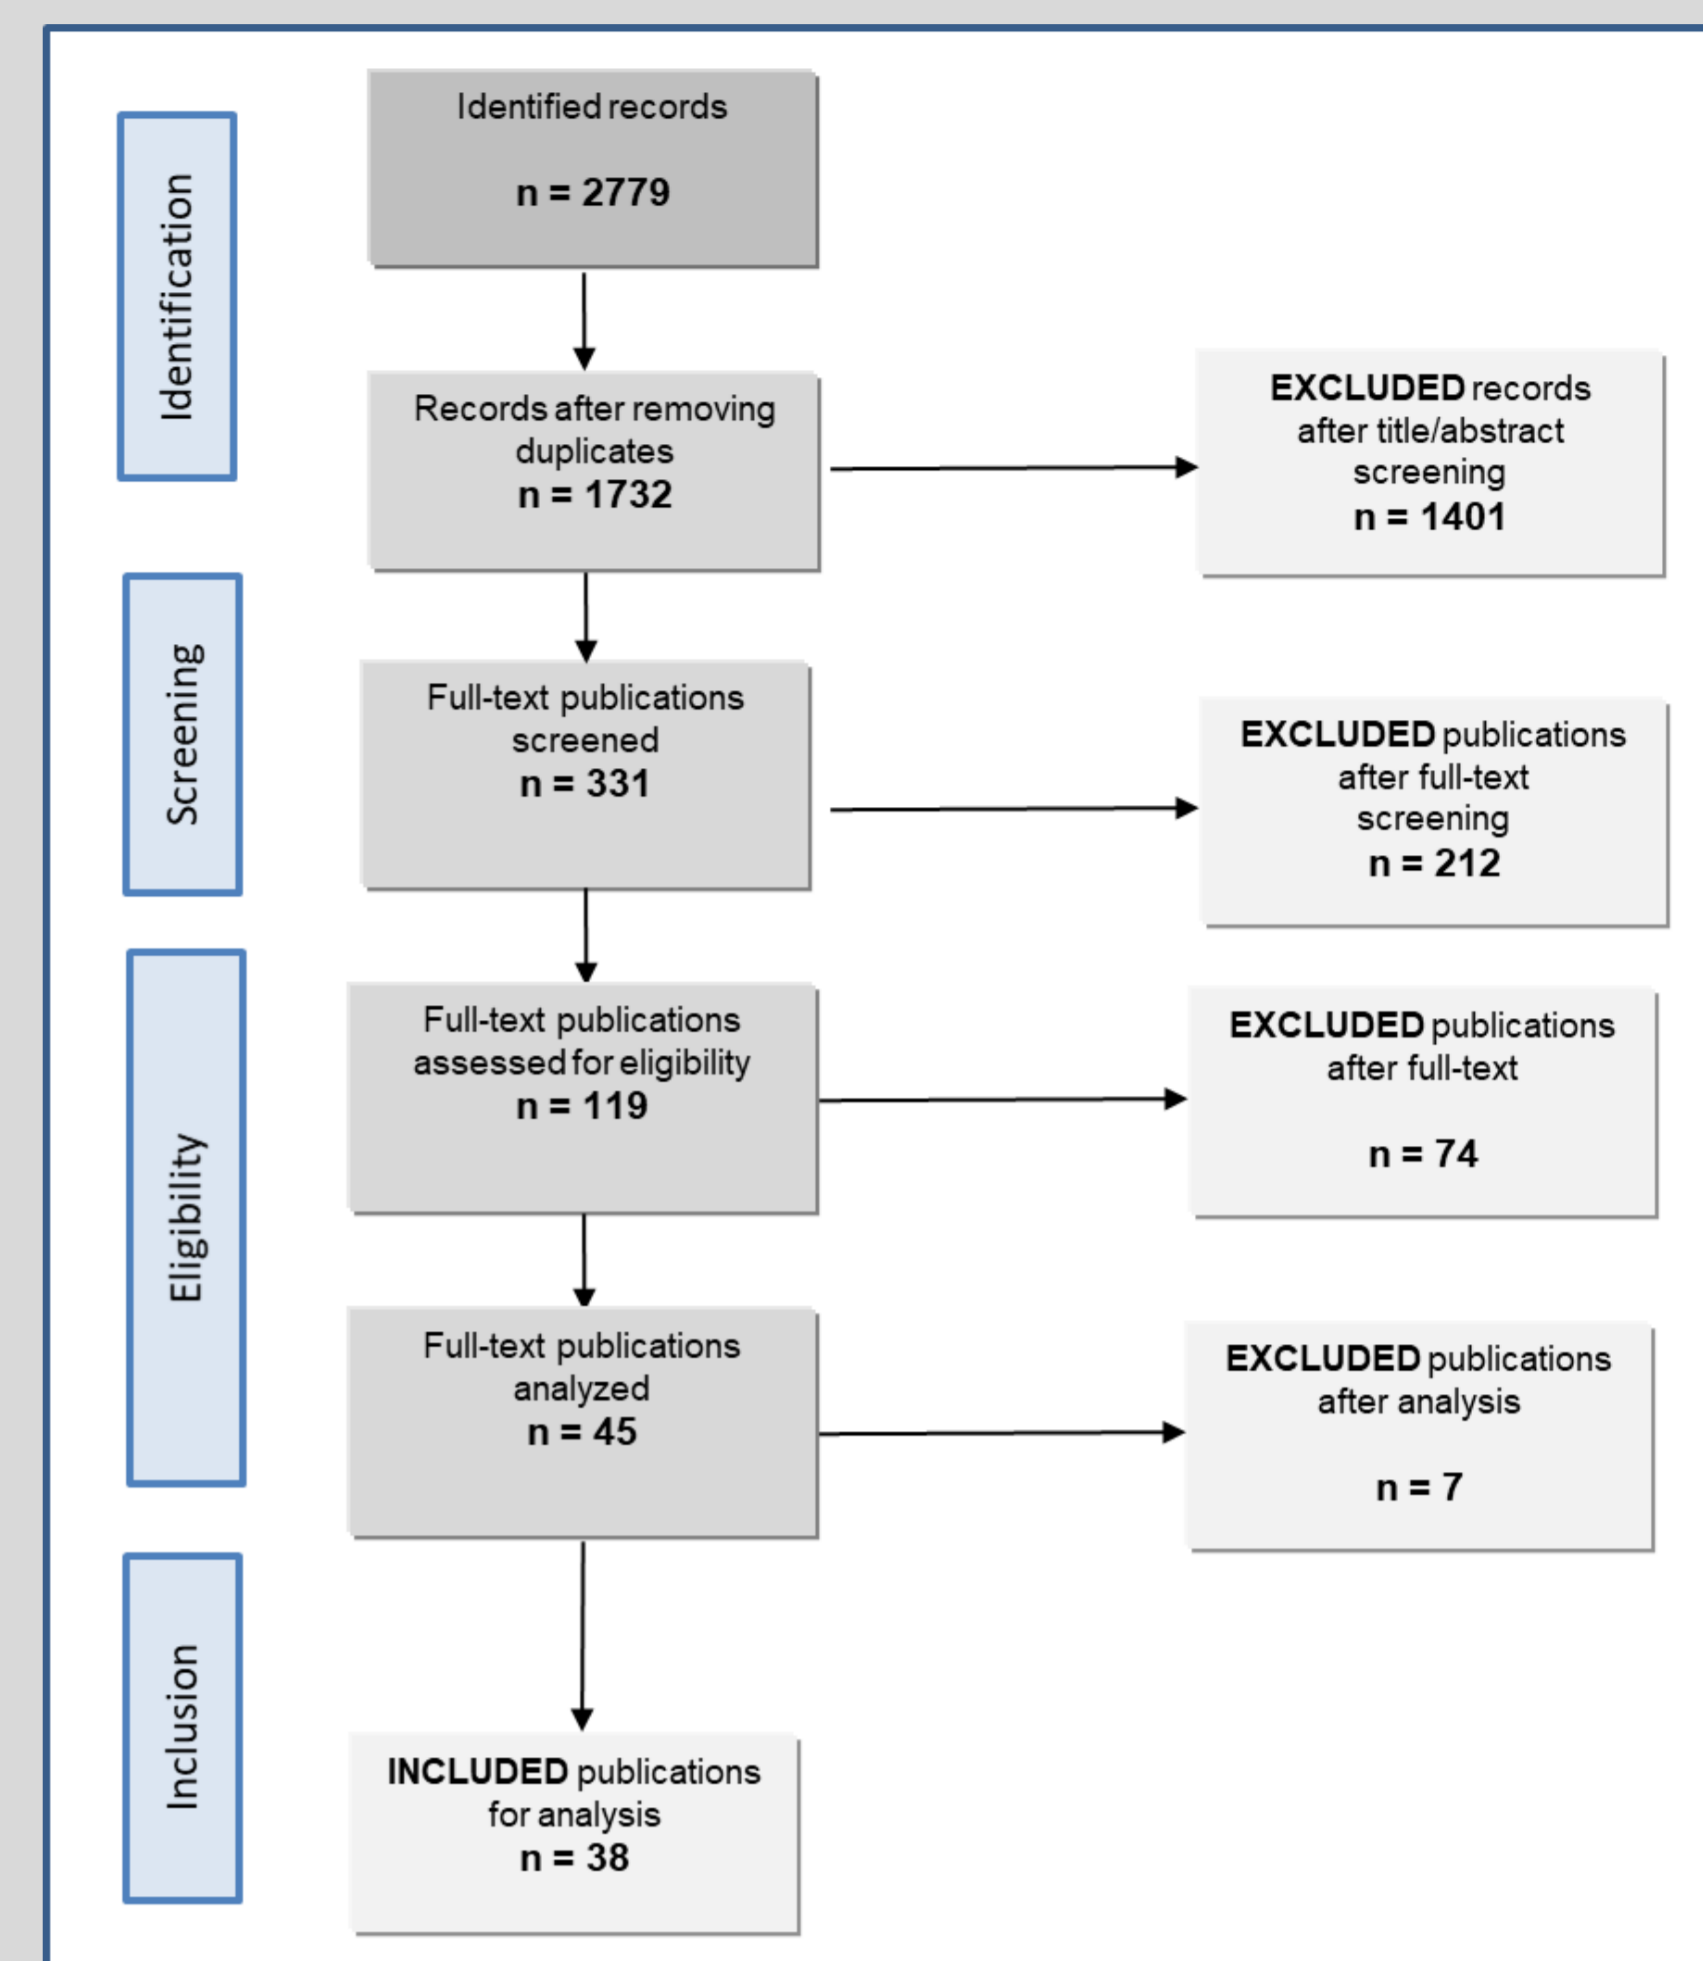 Identification
Identified records
n = 2779
Records after removing
duplicates
n = 1732
EXCLUDED records
after title/abstract
screening
n = 1401
Screening
Full-text publications
screened
n = 331
EXCLUDED publications
after full-text
screening
n = 212
Eligibility
Full-text publications
assessed for eligibility
n = 119
EXCLUDED publications
after full-text
n = 74
Full-text publications
analyzed
n = 45
EXCLUDED publications
after analysis
n = 7
Inclusion
INCLUDED publications
for analysis
n = 38